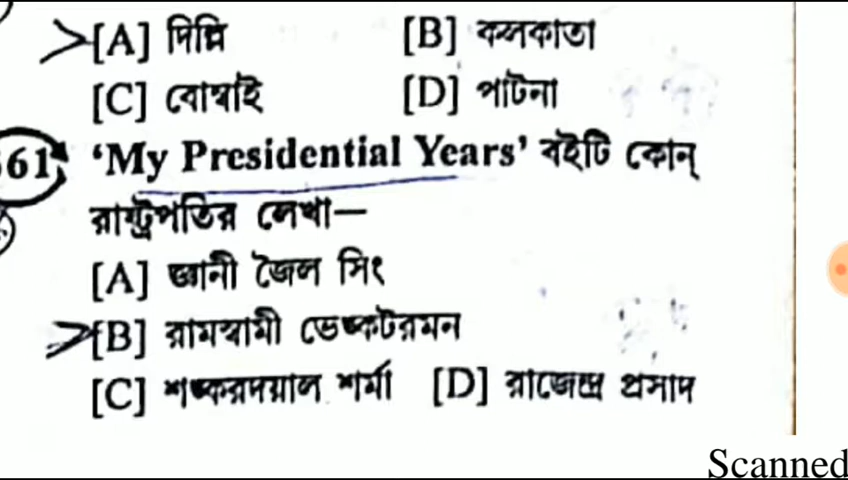 [A] দিল্লি [B] কলকাতা
[C] বোম্বাই [D] পাটনা
61. ‘My Presidential Years’ বইটি কোন্
রাষ্ট্রপতির লেখা—
[A] জ্ঞানী জৈল সিং
[B] রামস্বামী ভেঙ্কটরমন
[C] শঙ্করদয়াল শর্মা [D] রাজেন্দ্র প্রসাদ
Scanned